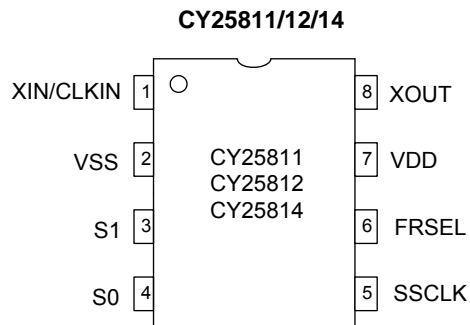 CY25811/12/14
XIN/CLKIN 1 8 XOUT
VSS 2 CY25811 7 VDD
CY25812
S1 3 CY25814 6 FRSEL
S0 4 5 SSCLK